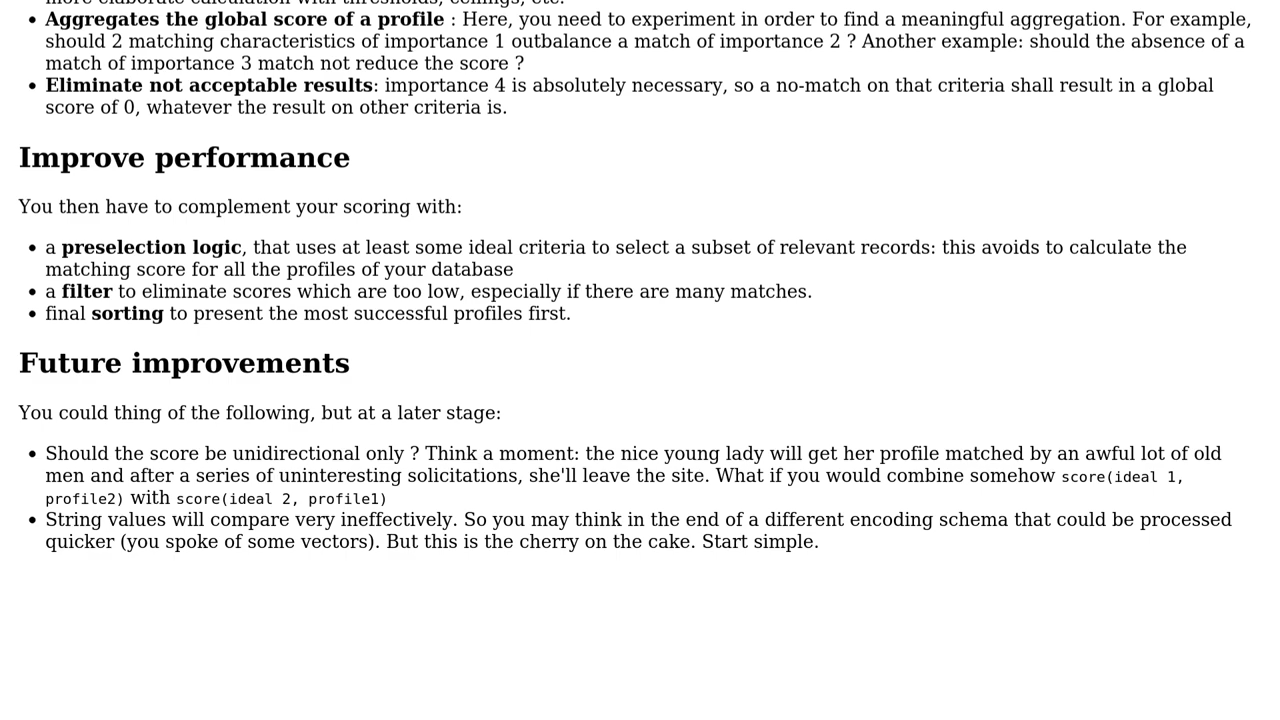 more elaborate calculation with thresholds, ceilings, etc.
Aggregates the global score of a profile : Here, you need to experiment in order to find a meaningful aggregation. For example,
should 2 matching characteristics of importance 1 outbalance a match of importance 2 ? Another example: should the absence of a
match of importance 3 match not reduce the score ?
Eliminate not acceptable results: importance 4 is absolutely necessary, so a no-match on that criteria shall result in a global
score of 0, whatever the result on other criteria is.
Improve performance
You then have to complement your scoring with:
a preselection logic, that uses at least some ideal criteria to select a subset of relevant records: this avoids to calculate the
matching score for all the profiles of your database
a filter to eliminate scores which are too low, especially if there are many matches.
final sorting to present the most successful profiles first.
Future improvements
You could thing of the following, but at a later stage:
Should the score be unidirectional only ? Think a moment: the nice young lady will get her profile matched by an awful lot of old
men and after a series of uninteresting solicitations, she'll leave the site. What if you would combine somehow score(ideal 1,
profile2) with score(ideal 2, profile1)
String values will compare very ineffectively. So you may think in the end of a different encoding schema that could be processed
quicker (you spoke of some vectors). But this is the cherry on the cake. Start simple.